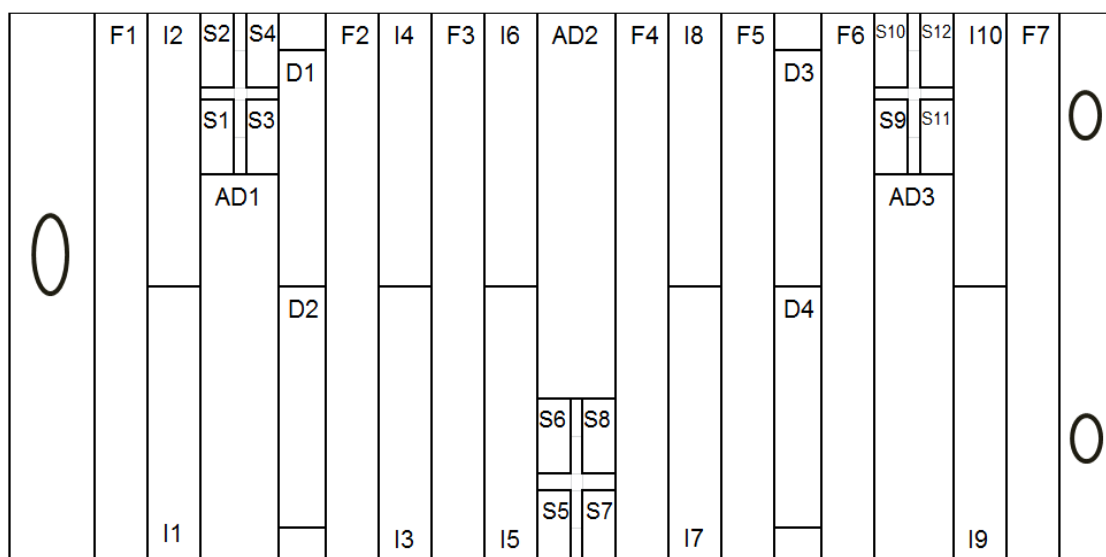 F1 I2 S2 S4 F2 I4 F3 I6 AD2 F4 I8 F5 F6 S10 S12 I10 F7
D1 D3
S1 S3 S9 S11
AD1 AD3
D2 D4
S6 S8
S5 S7
I1 I3 I5 I7 I9